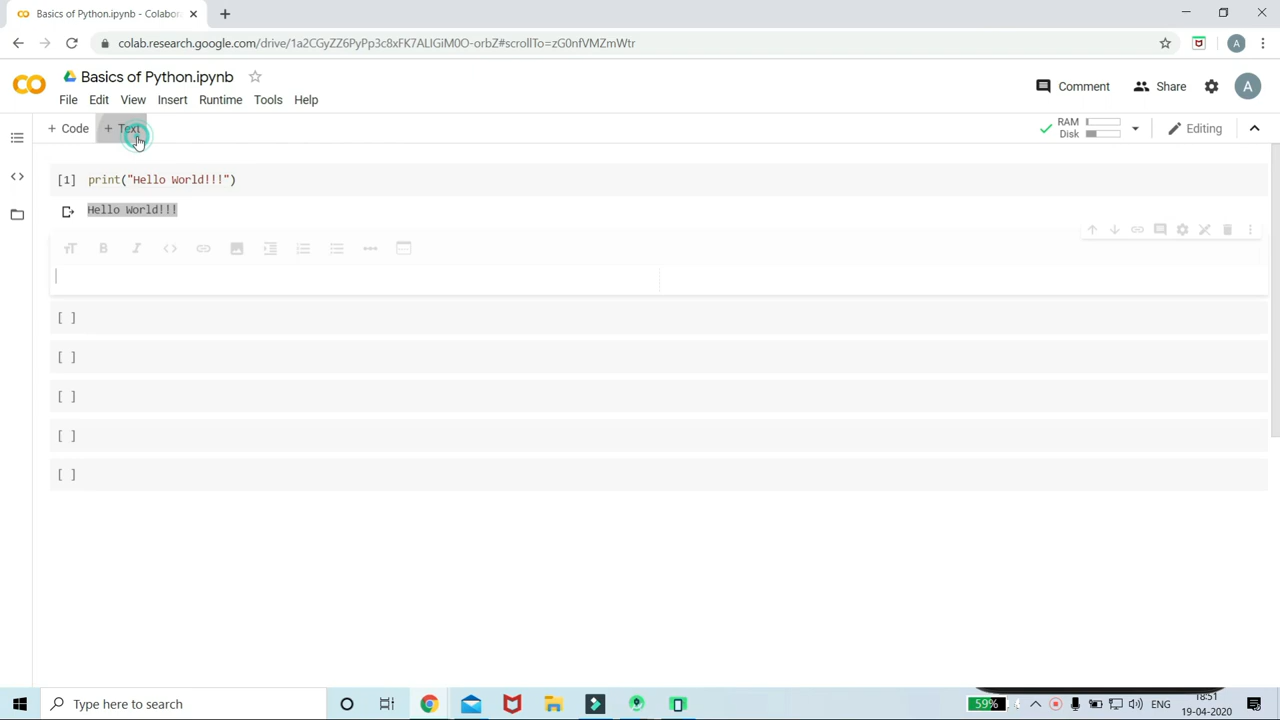 Basics of Python.ipynb - Colabor
colab.research.google.com/drive/1a2CGyZZ6PyPp3c8xFK7ALIGiM0O-orbZ#scrollTo=zG0nfVMZmWtr
A
Basics of Python.ipynb
Comment
Share
A
File Edit View Insert Runtime Tools Help
+ Code + Text
RAM
Disk
Editing
[1] print("Hello World!!!")
Hello World!!!
[ ]
[ ]
[ ]
[ ]
[ ]
Type here to search
59%
ENG
18:51
19-04-2020